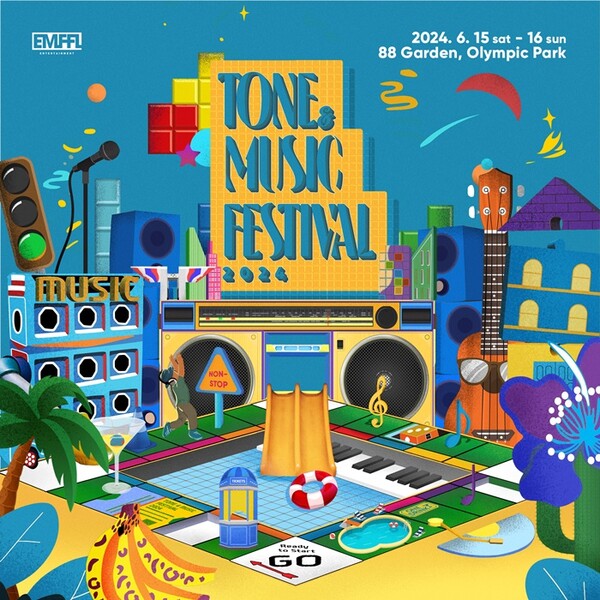 EMFFL
ENTERTAINMENT
2024. 6. 15 sat - 16 sun
88 Garden, Olympic Park
TONE&
MUSIC
FESTIVAL
2024
MUSIC
NON-
STOP
TICKETS
Ready
to Start
GO